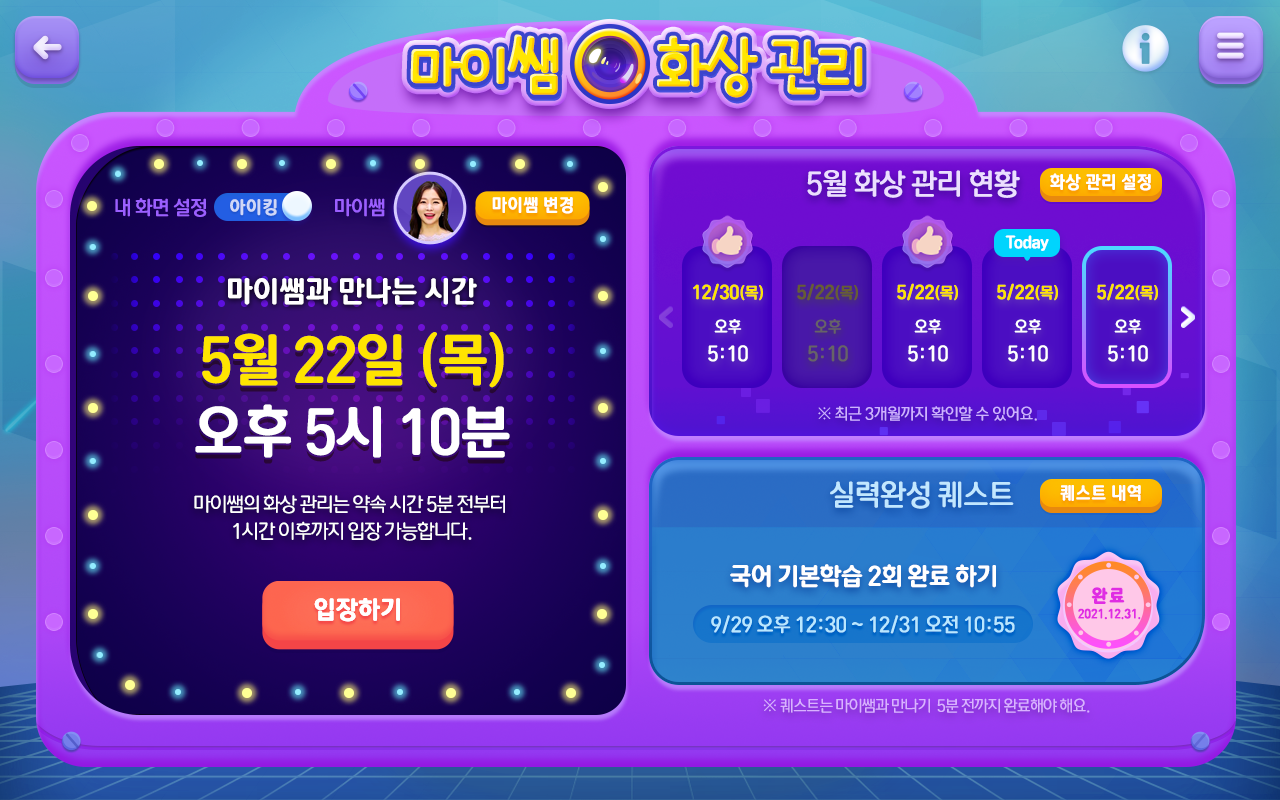 마이쌤 화상 관리
내 화면 설정 아이킹 마이쌤 마이쌤 변경
마이쌤과 만나는 시간
5월 22일 (목)
오후 5시 10분
마이쌤의 화상 관리는 약속 시간 5분 전부터
1시간 이후까지 입장 가능합니다.
입장하기
5월 화상 관리 현황 화상 관리 설정
Today
12/30(목) 5/22(목) 5/22(목) 5/22(목) 5/22(목)
오후 오후 오후 오후 오후
5:10 5:10 5:10 5:10 5:10
※ 최근 3개월까지 확인할 수 있어요.
실력완성 퀘스트 퀘스트 내역
국어 기본학습 2회 완료 하기
9/29 오후 12:30 ~ 12/31 오전 10:55
완료
2021.12.31.
※ 퀘스트는 마이쌤과 만나기 5분 전까지 완료해야 해요.